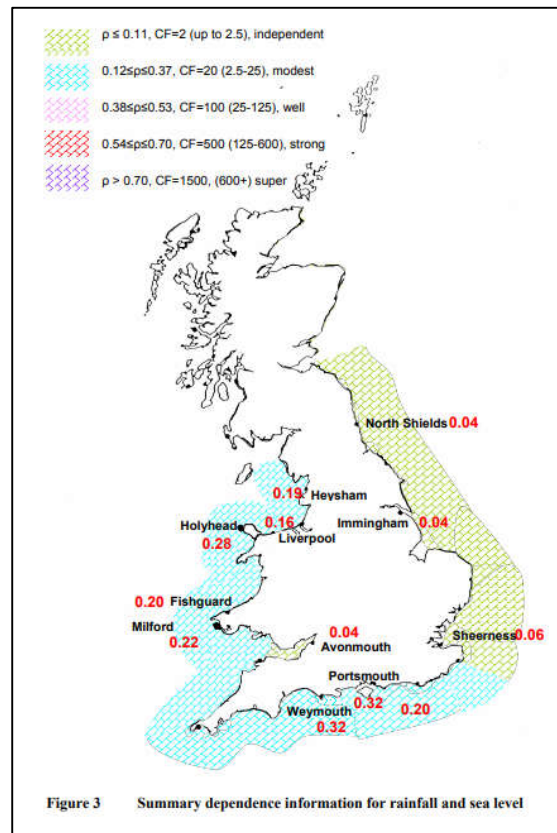 ρ ≤ 0.11, CF=2 (up to 2.5), independent
0.12≤ρ≤0.37, CF=20 (2.5-25), modest
0.38≤ρ≤0.53, CF=100 (25-125), well
0.54≤ρ≤0.70, CF=500 (125-600), strong
ρ > 0.70, CF=1500, (600+) super
North Shields 0.04
0.19 Heysham
Holyhead 0.16 Immingham 0.04
Liverpool
0.28
0.20 Fishguard
Milford 0.04 Sheerness 0.06
0.22 Avonmouth
Portsmouth
0.32
Weymouth 0.20
0.32
Figure 3 Summary dependence information for rainfall and sea level